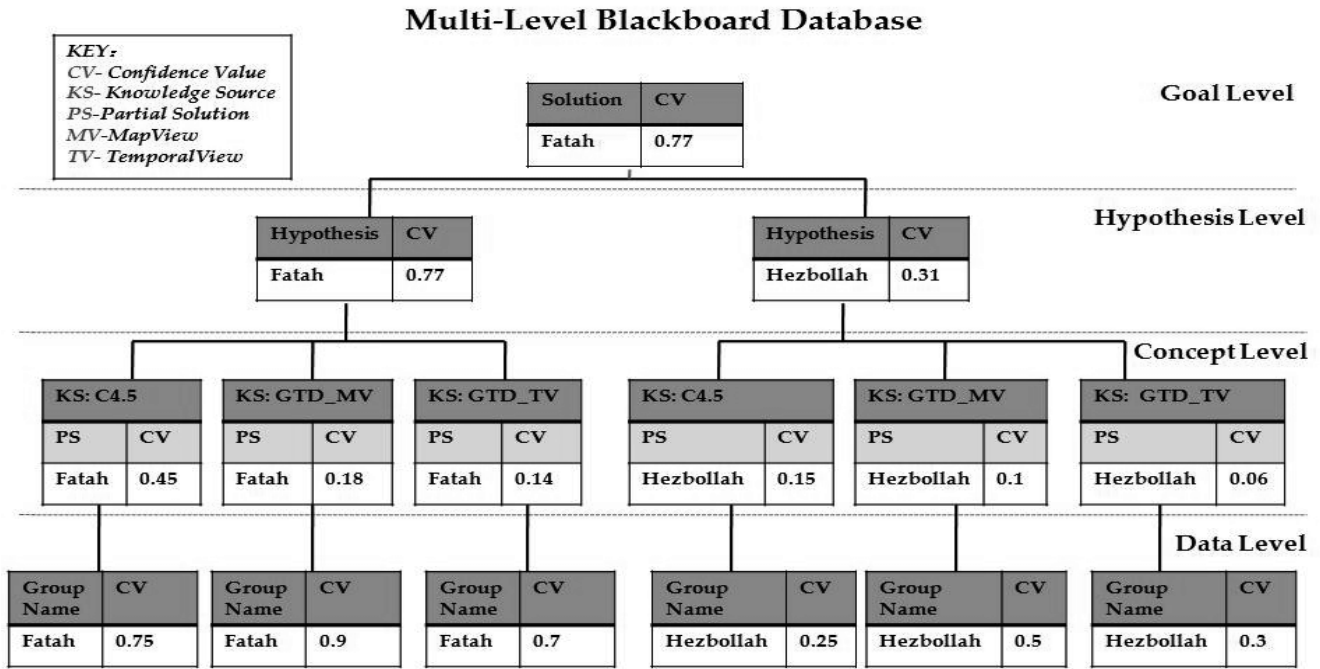 Multi-Level Blackboard Database
KEY:
CV- Confidence Value
KS- Knowledge Source
PS-Partial Solution
MV-MapView
TV- TemporalView
Goal Level
Solution CV
Fatah 0.77
Hypothesis Level
Hypothesis CV
Fatah 0.77
Hypothesis CV
Hezbollah 0.31
Concept Level
KS: C4.5
PS CV
Fatah 0.45
KS: GTD_MV
PS CV
Fatah 0.18
KS: GTD_TV
PS CV
Fatah 0.14
KS: C4.5
PS CV
Hezbollah 0.15
KS: GTD_MV
PS CV
Hezbollah 0.1
KS: GTD_TV
PS CV
Hezbollah 0.06
Data Level
Group CV
Name
Fatah 0.75
Group CV
Name
Fatah 0.9
Group CV
Name
Fatah 0.7
Group CV
Name
Hezbollah 0.25
Group CV
Name
Hezbollah 0.5
Group CV
Name
Hezbollah 0.3